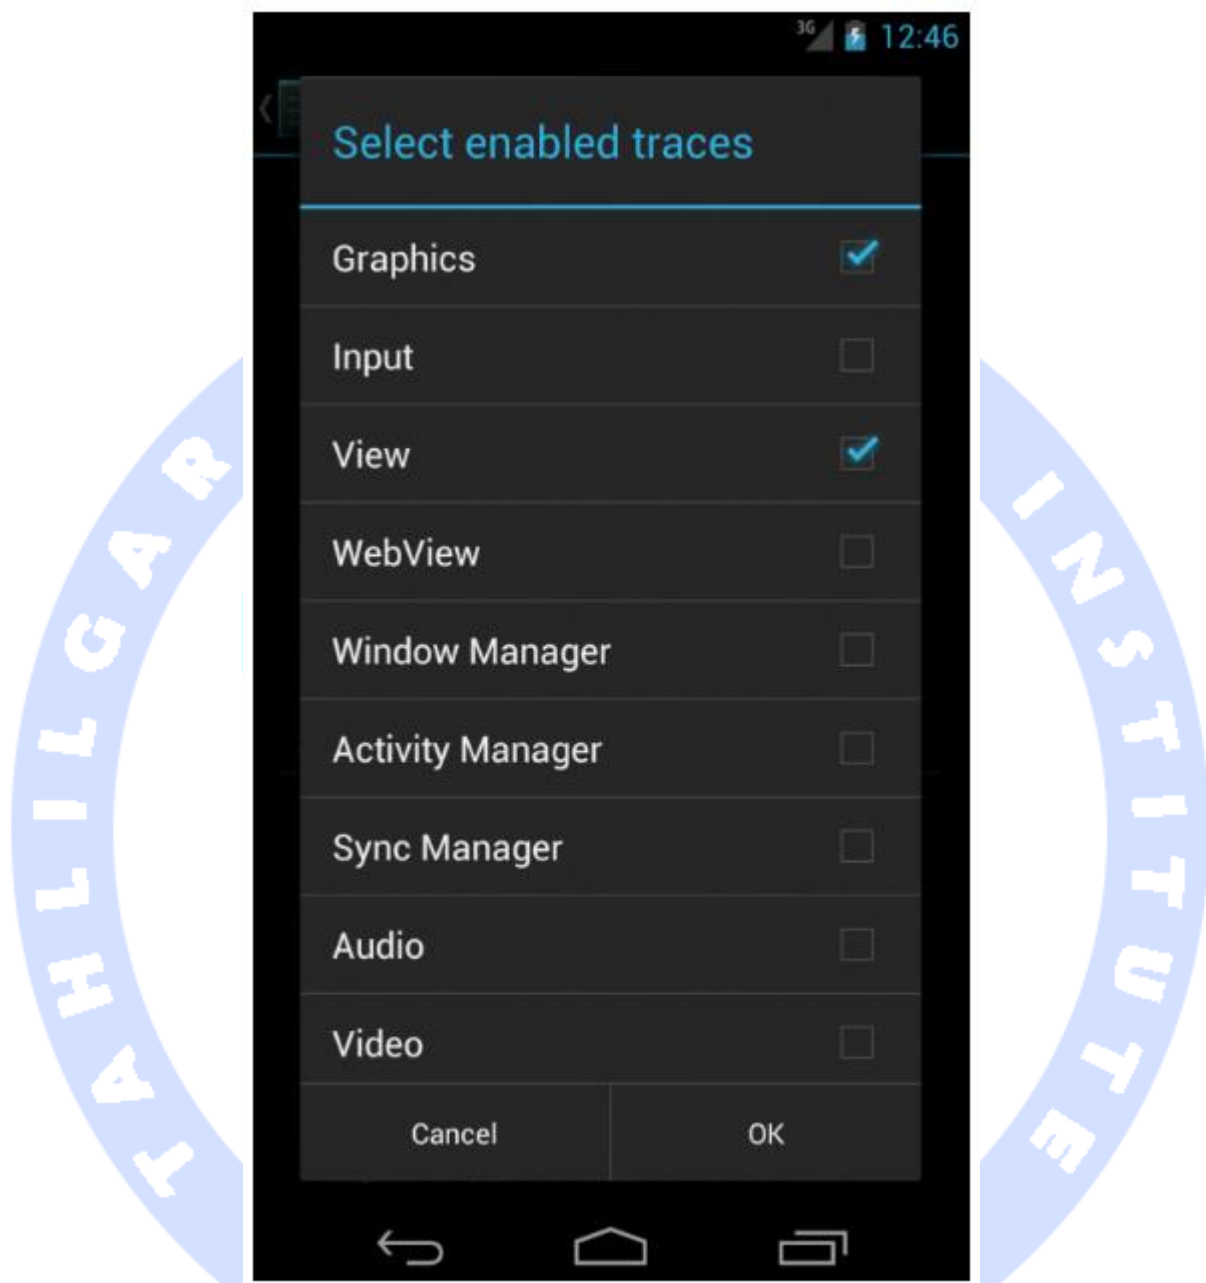 3G 12:46
Select enabled traces
Graphics
Input
View
WebView
Window Manager
Activity Manager
Sync Manager
Audio
Video
Cancel OK
TAHLILGAR INSTITUTE